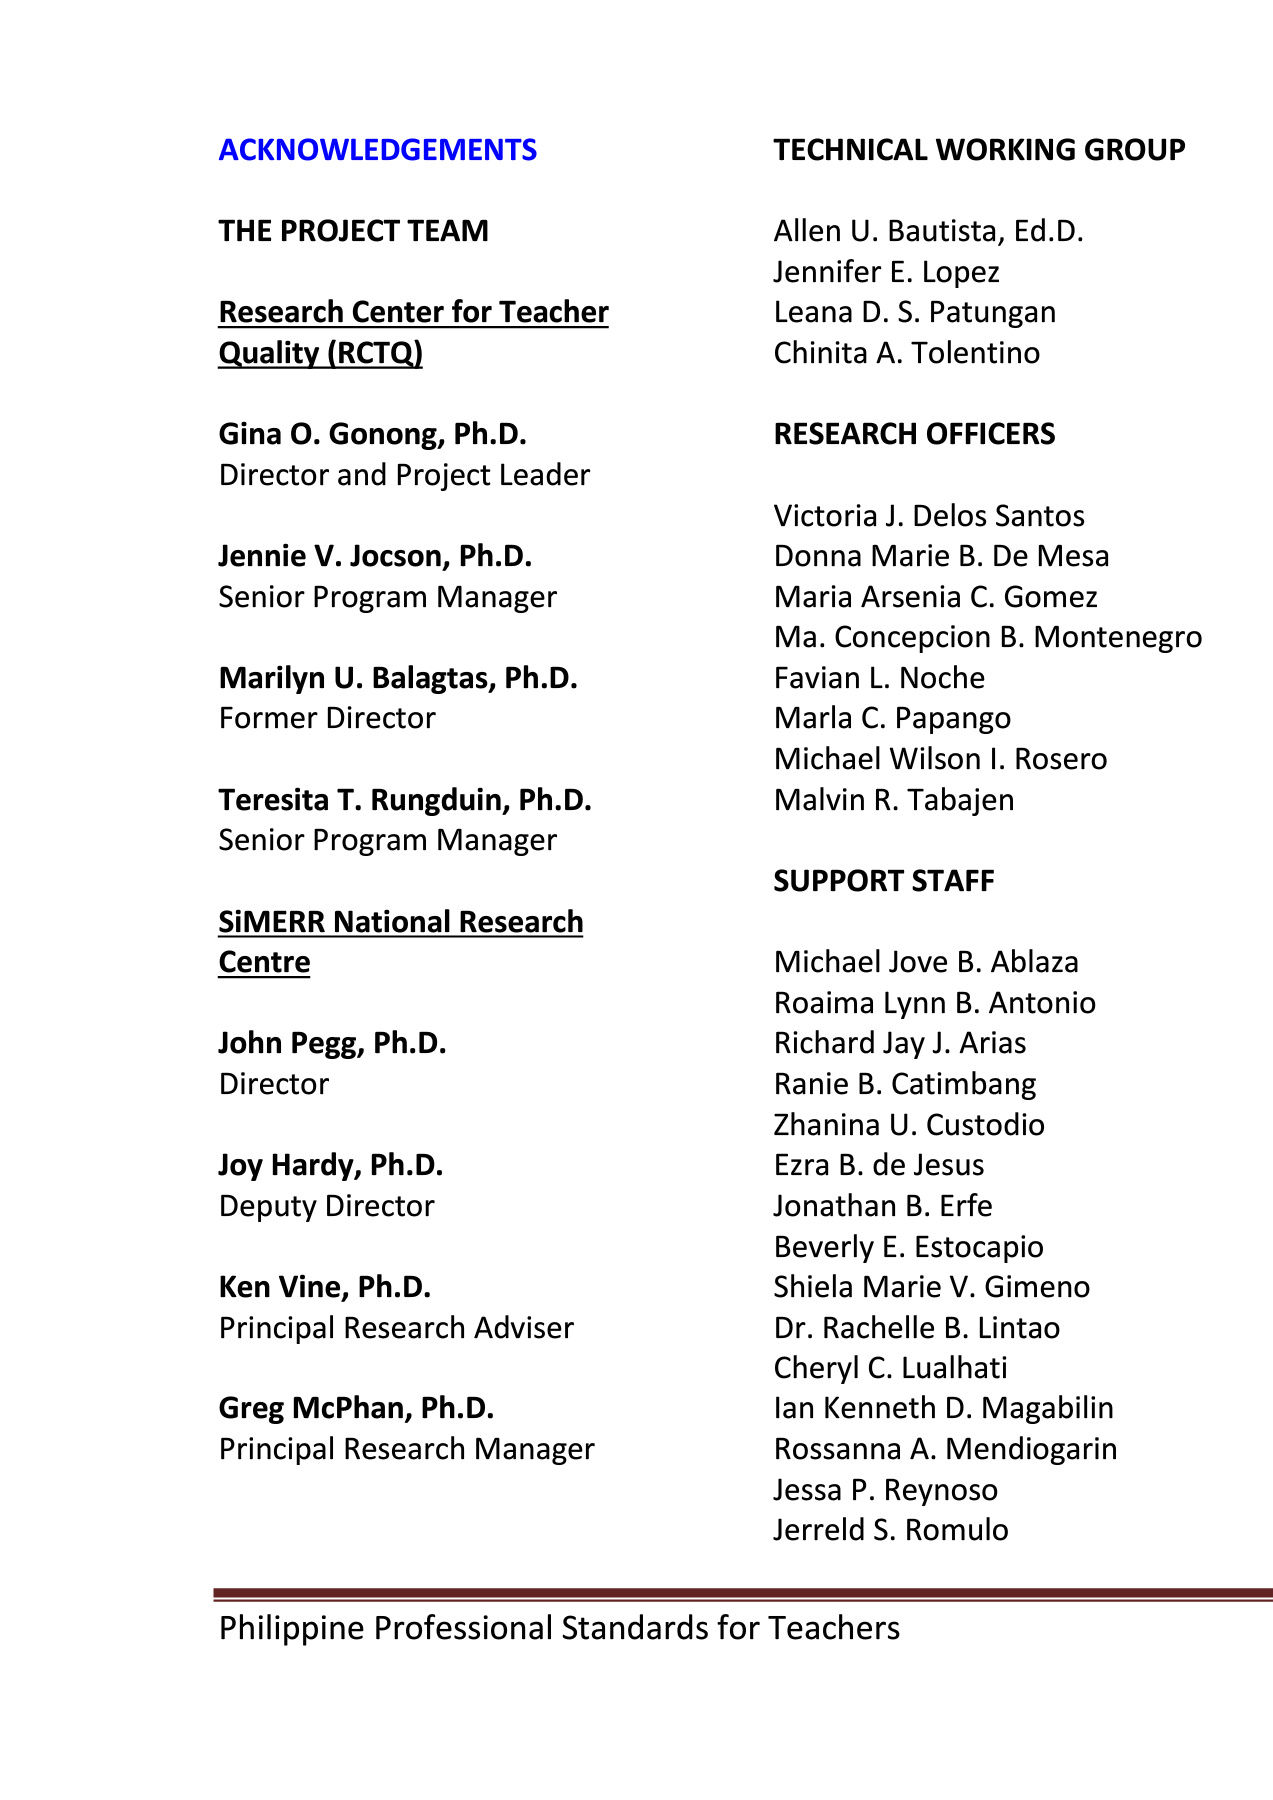 ACKNOWLEDGEMENTS
THE PROJECT TEAM
Research Center for Teacher
Quality (RCTQ)
Gina O. Gonong, Ph.D.
Director and Project Leader
Jennie V. Jocson, Ph.D.
Senior Program Manager
Marilyn U. Balagtas, Ph.D.
Former Director
Teresita T. Rungduin, Ph.D.
Senior Program Manager
SiMERR National Research
Centre
John Pegg, Ph.D.
Director
Joy Hardy, Ph.D.
Deputy Director
Ken Vine, Ph.D.
Principal Research Adviser
Greg McPhan, Ph.D.
Principal Research Manager
TECHNICAL WORKING GROUP
Allen U. Bautista, Ed.D.
Jennifer E. Lopez
Leana D. S. Patungan
Chinita A. Tolentino
RESEARCH OFFICERS
Victoria J. Delos Santos
Donna Marie B. De Mesa
Maria Arsenia C. Gomez
Ma. Concepcion B. Montenegro
Favian L. Noche
Marla C. Papango
Michael Wilson I. Rosero
Malvin R. Tabajen
SUPPORT STAFF
Michael Jove B. Ablaza
Roaima Lynn B. Antonio
Richard Jay J. Arias
Ranie B. Catimbang
Zhanina U. Custodio
Ezra B. de Jesus
Jonathan B. Erfe
Beverly E. Estocapio
Shiela Marie V. Gimeno
Dr. Rachelle B. Lintao
Cheryl C. Lualhati
Ian Kenneth D. Magabilin
Rossanna A. Mendiogarin
Jessa P. Reynoso
Jerreld S. Romulo
Philippine Professional Standards for Teachers